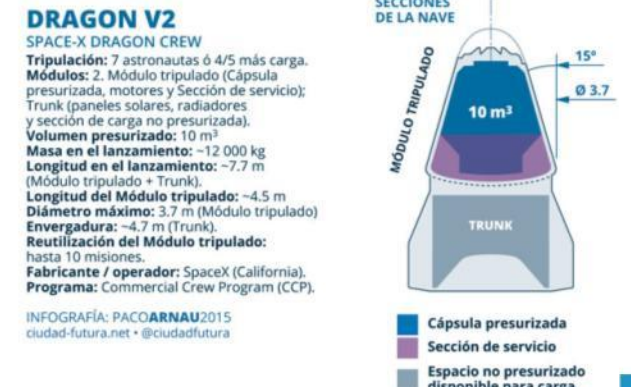 DRAGON V2
SPACE-X DRAGON CREW
Tripulación: 7 astronautas ó 4/5 más carga.
Módulos: 2. Módulo tripulado (Cápsula
presurizada, motores y Sección de servicio);
Trunk (paneles solares, radiadores
y sección de carga no presurizada).
Volumen presurizado: 10 m³
Masa en el lanzamiento: ~12 000 kg
Longitud en el lanzamiento: ~7.7 m
(Módulo tripulado + Trunk).
Longitud del Módulo tripulado: ~4.5 m
Diámetro máximo: 3.7 m (Módulo tripulado)
Envergadura: ~4.7 m (Trunk).
Reutilización del Módulo tripulado:
hasta 10 misiones.
Fabricante / operador: SpaceX (California).
Programa: Commercial Crew Program (CCP).
INFOGRAFÍA: PACOARNAU2015
ciudad-futura.net • @ciudadfutura
SECCIONES
DE LA NAVE
MÓDULO TRIPULADO
15º
Ø 3.7
10 m³
TRUNK
Cápsula presurizada
Sección de servicio
Espacio no presurizado
disponible para carga